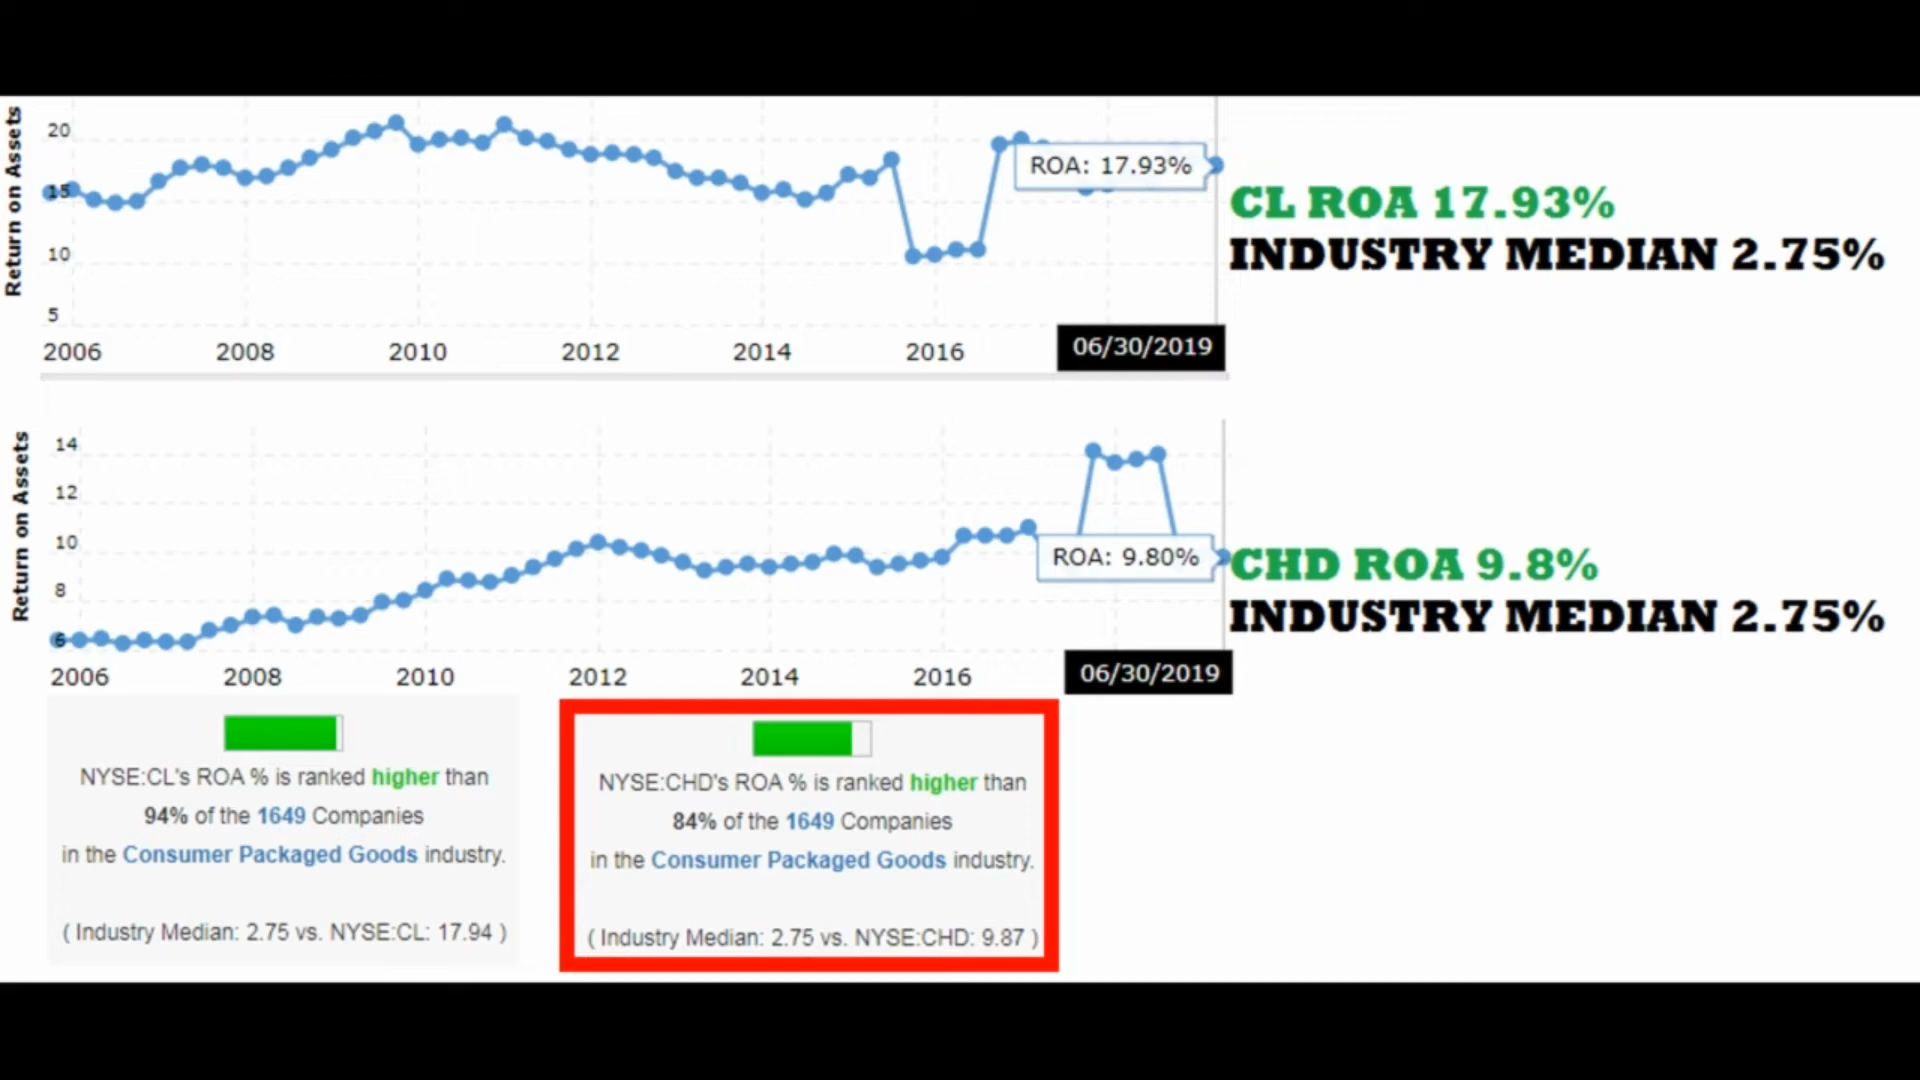 Return on Assets
20
15
10
5
ROA: 17.93%
2006 2008 2010 2012 2014 2016
06/30/2019
CL ROA 17.93%
INDUSTRY MEDIAN 2.75%
Return on Assets
14
12
10
8
6
ROA: 9.80%
2006 2008 2010 2012 2014 2016
06/30/2019
CHD ROA 9.8%
INDUSTRY MEDIAN 2.75%
NYSE:CL's ROA % is ranked higher than
94% of the 1649 Companies
in the Consumer Packaged Goods industry.
( Industry Median: 2.75 vs. NYSE:CL: 17.94 )
NYSE:CHD's ROA % is ranked higher than
84% of the 1649 Companies
in the Consumer Packaged Goods industry.
( Industry Median: 2.75 vs. NYSE:CHD: 9.87 )